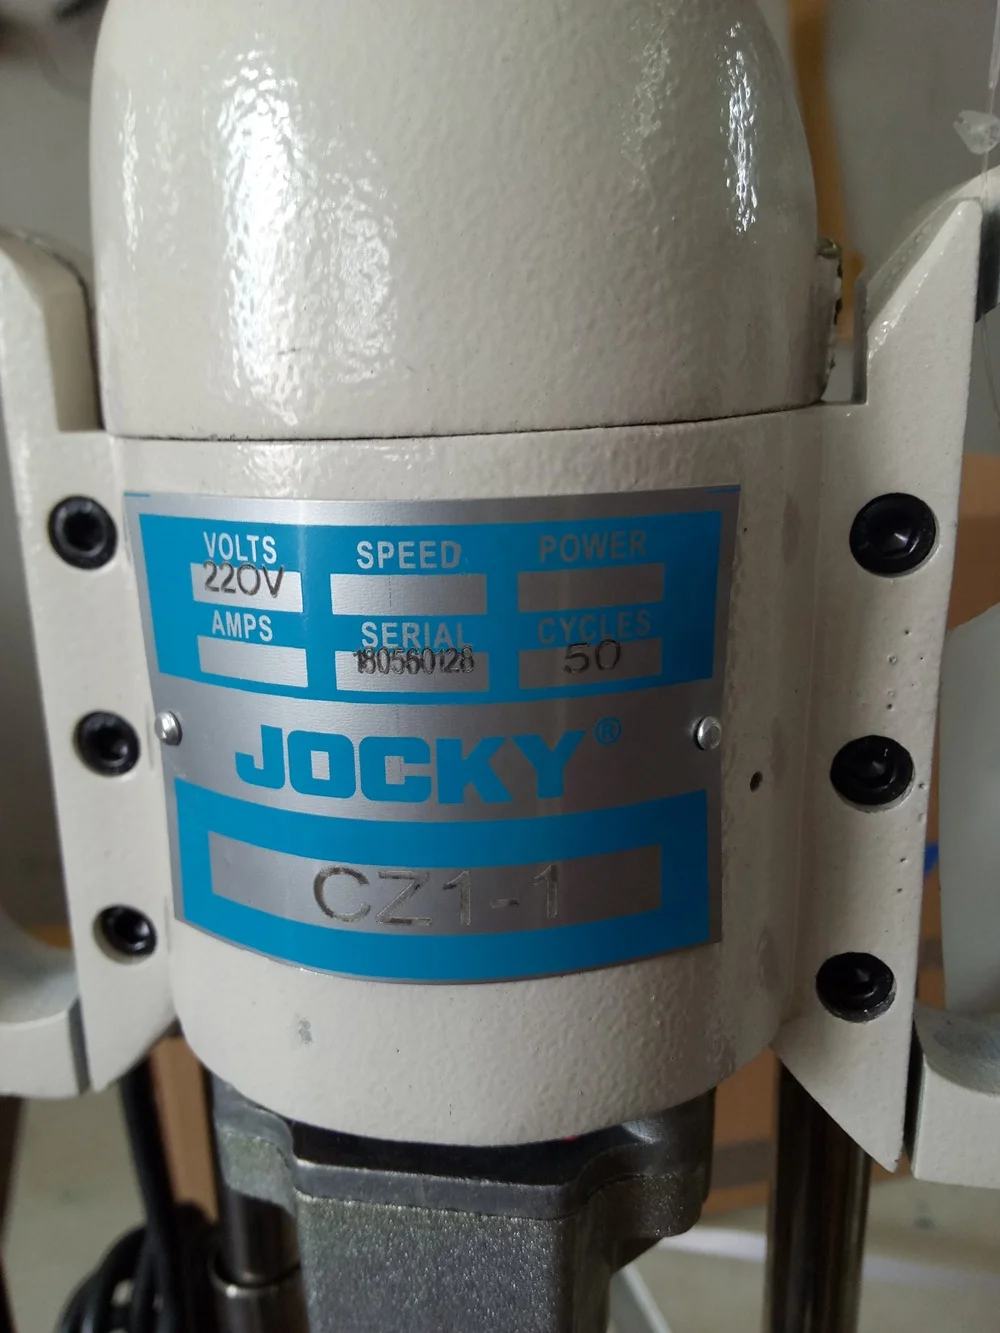 VOLTS SPEED POWER
220V
AMPS SERIAL CYCLES
180560128 50
JOCKY®
CZ1-1